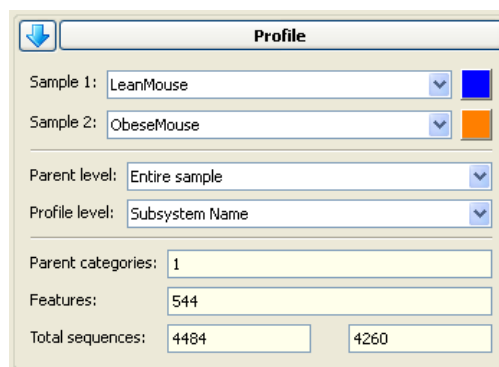 Profile
Sample 1: LeanMouse
Sample 2: ObeseMouse
Parent level: Entire sample
Profile level: Subsystem Name
Parent categories: 1
Features: 544
Total sequences: 4484 4260